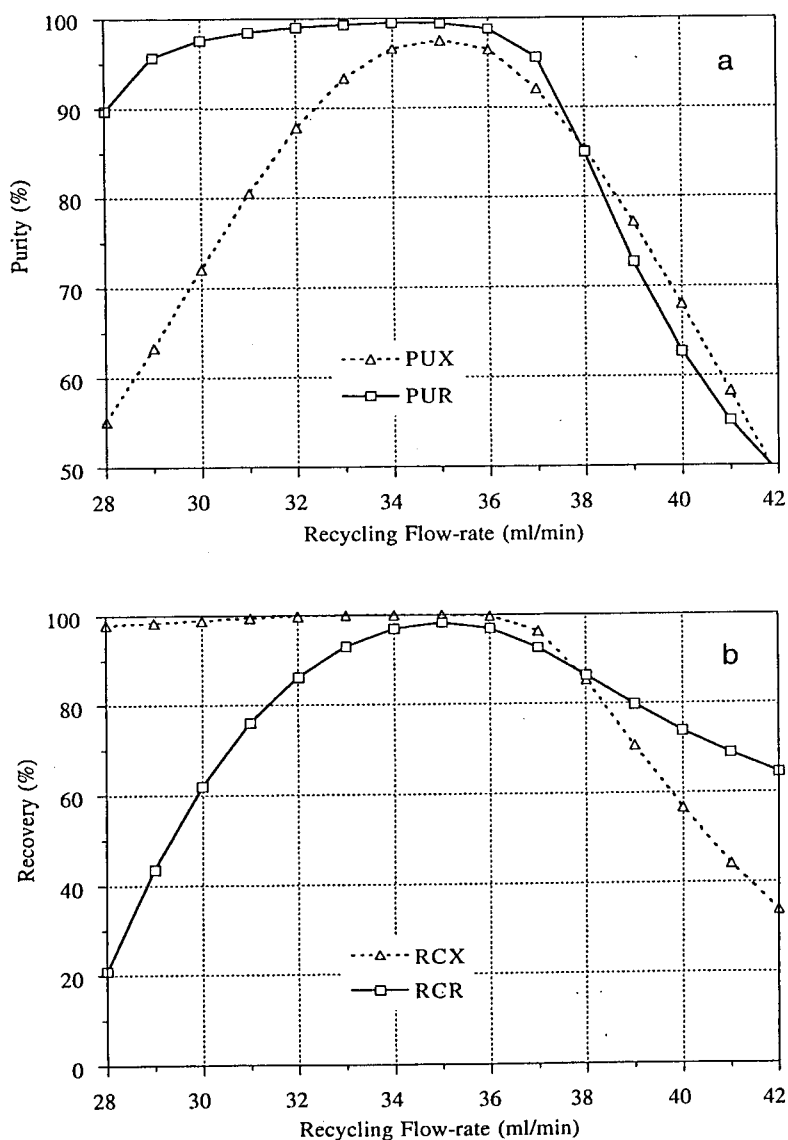 100
a
90
80
Purity (%)
70
PUX
60
PUR
50
28 30 32 34 36 38 40 42
Recycling Flow-rate (ml/min)
100
b
80
60
Recovery (%)
40
RCX
20
RCR
0
28 30 32 34 36 38 40 42
Recycling Flow-rate (ml/min)